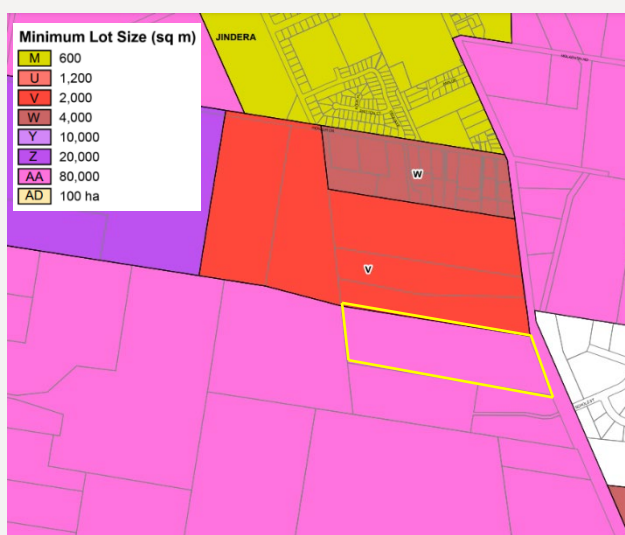 Minimum Lot Size (sq m)
M 600
U 1,200
V 2,000
W 4,000
Y 10,000
Z 20,000
AA 80,000
AD 100 ha
JINDERA
W
V